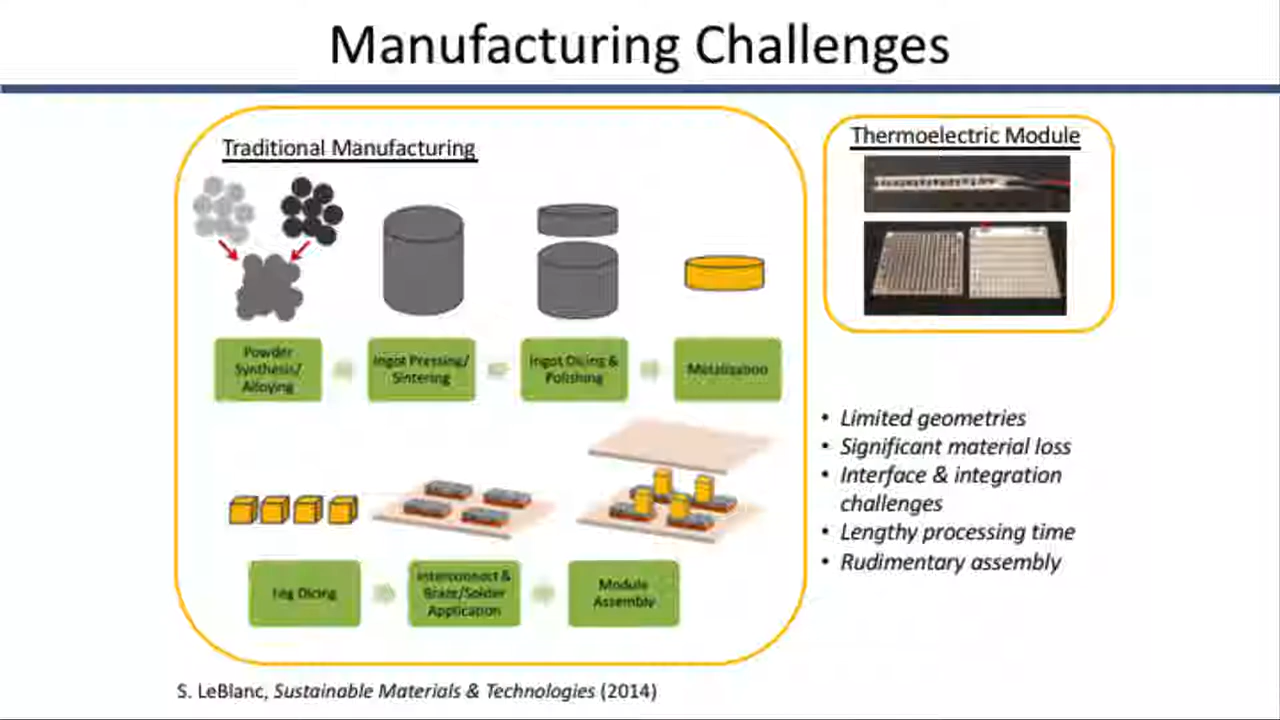 Manufacturing Challenges
Traditional Manufacturing
Powder
Synthesis/
Alloying
Ingot Pressing/
Sintering
Ingot Dicing &
Polishing
Metalization
Leg Dicing
Interconnect &
Braze/Solder
Application
Module
Assembly
Thermoelectric Module
• Limited geometries
• Significant material loss
• Interface & integration
challenges
• Lengthy processing time
• Rudimentary assembly
S. LeBlanc, Sustainable Materials & Technologies (2014)